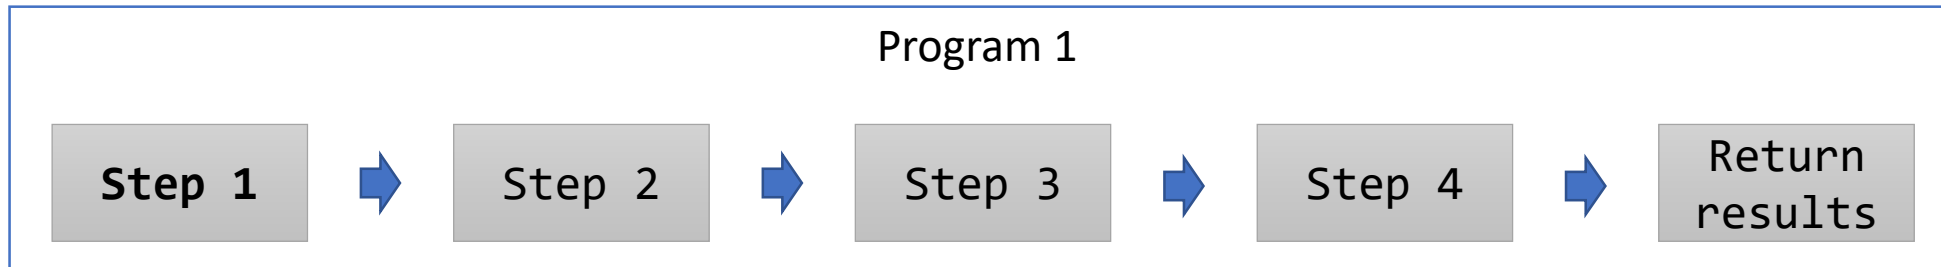 Program 1
Step 1
Step 2
Step 3
Step 4
Return
results